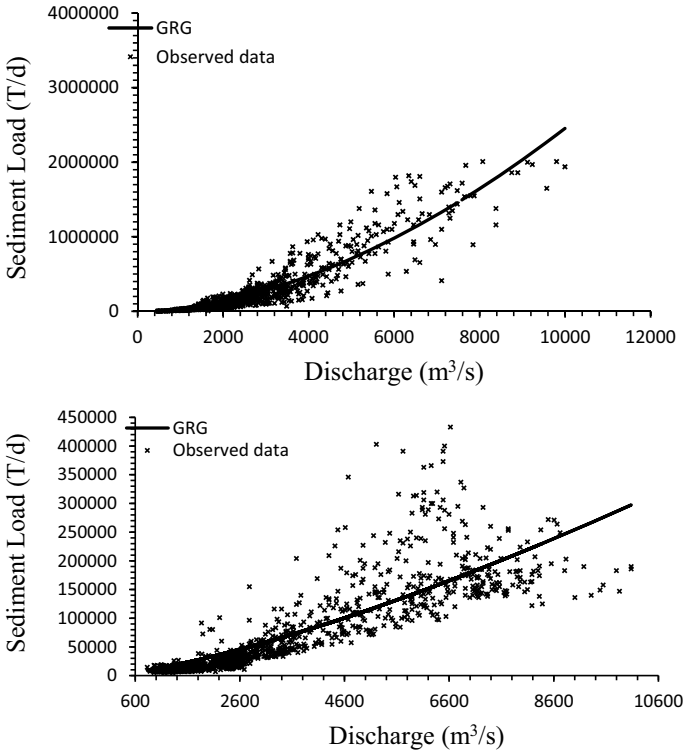 4000000
GRG
Observed data
3000000
2000000
1000000
0
0 2000 4000 6000 8000 10000 12000
Sediment Load (T/d)
Discharge (m³/s)
450000
GRG
400000
Observed data
350000
300000
250000
200000
150000
100000
50000
0
600 2600 4600 6600 8600 10600
Sediment Load (T/d)
Discharge (m³/s)